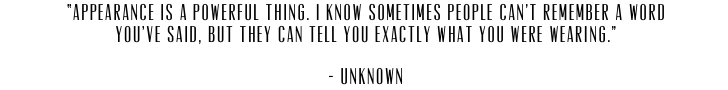 "APPEARANCE IS A POWERFUL THING. I KNOW SOMETIMES PEOPLE CAN'T REMEMBER A WORD
YOU'VE SAID, BUT THEY CAN TELL YOU EXACTLY WHAT YOU WERE WEARING."
- UNKNOWN